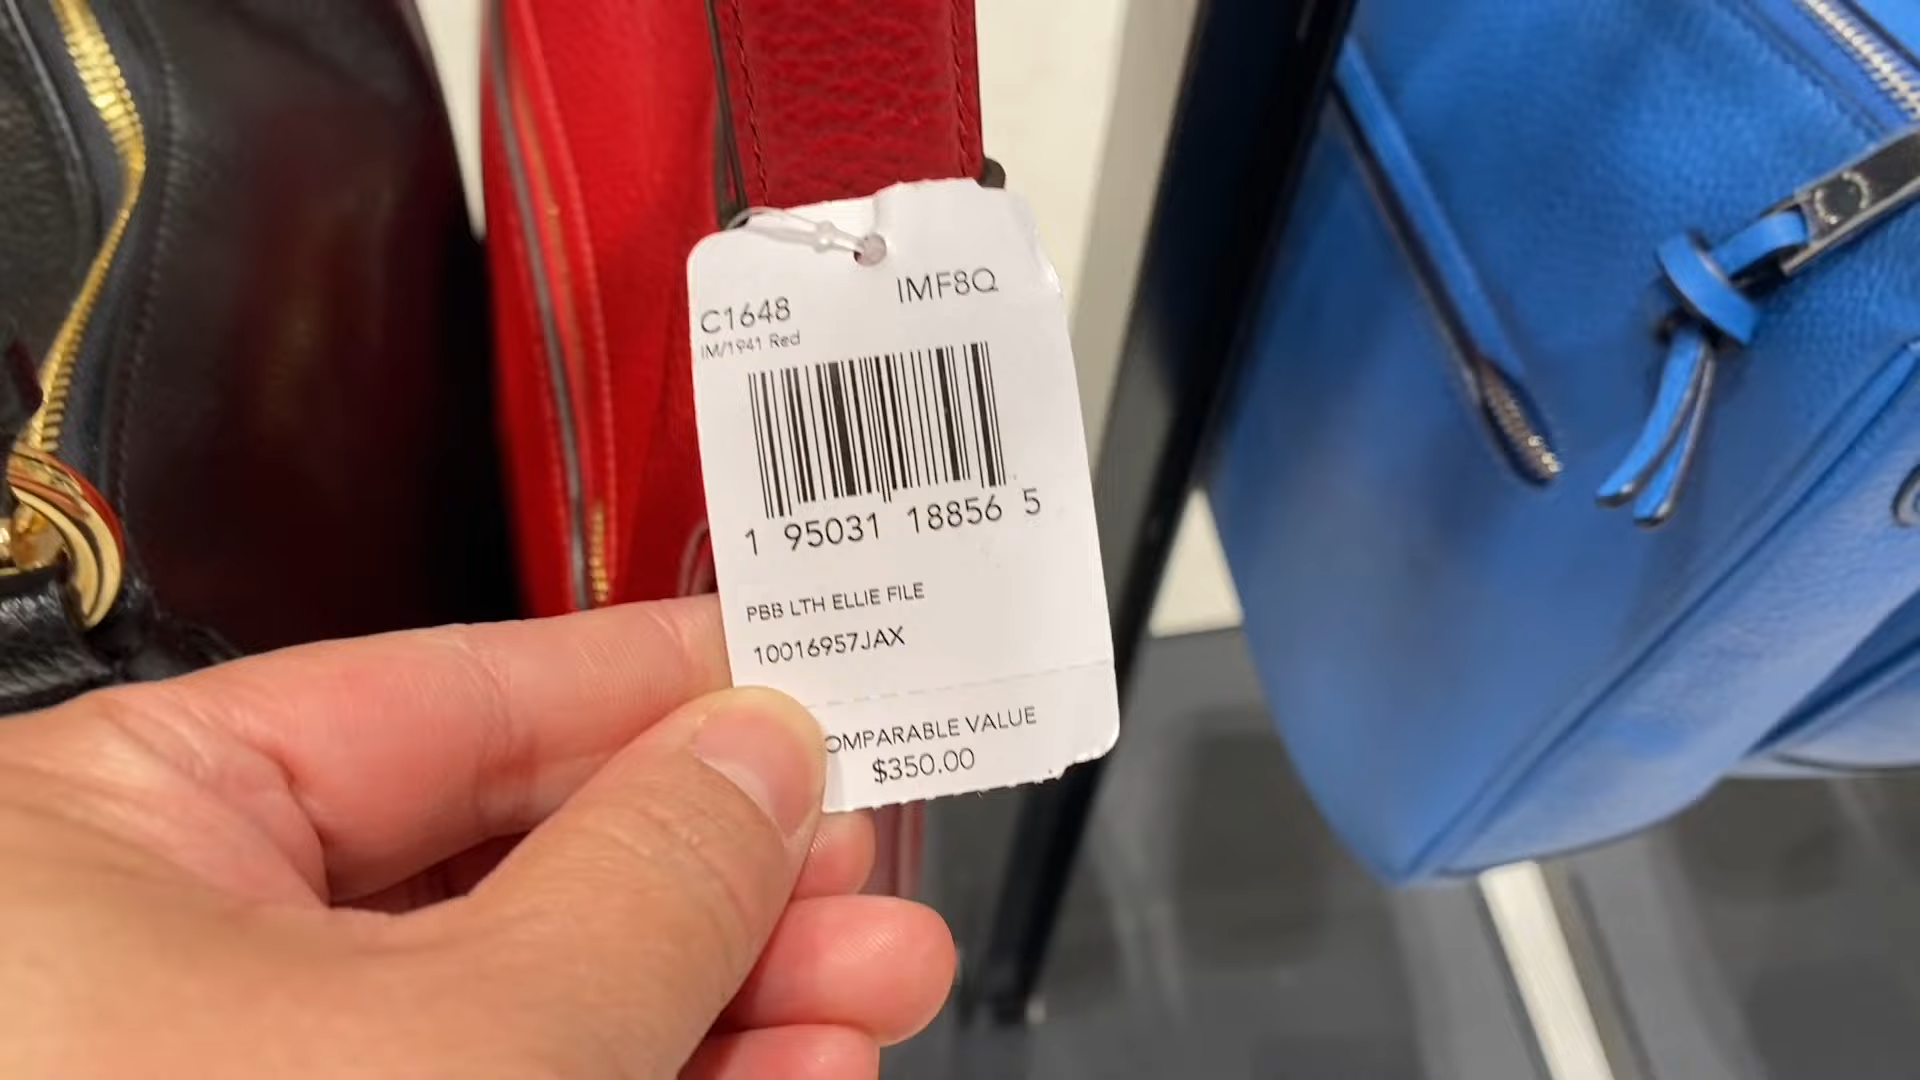 C1648 IMF8Q
IM/1941 Red
1 95031 18856 5
PBB LTH ELLIE FILE
10016957JAX
OMPARABLE VALUE
$350.00